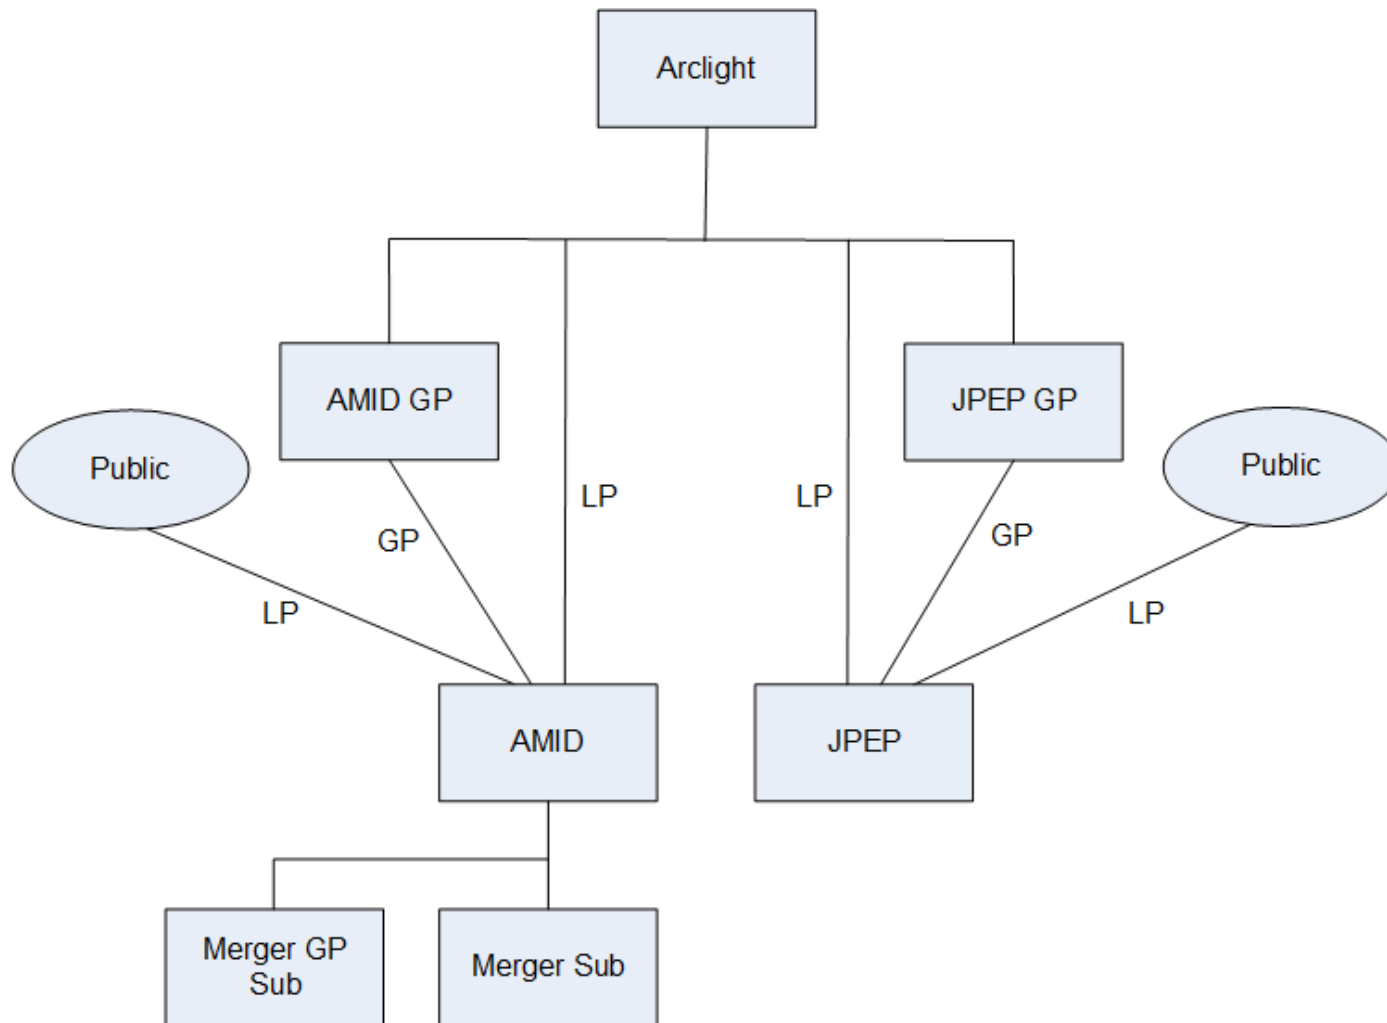 Arclight
AMID GP
JPEP GP
Public
Public
LP
LP
GP
GP
LP
LP
AMID
JPEP
Merger GP
Sub
Merger Sub